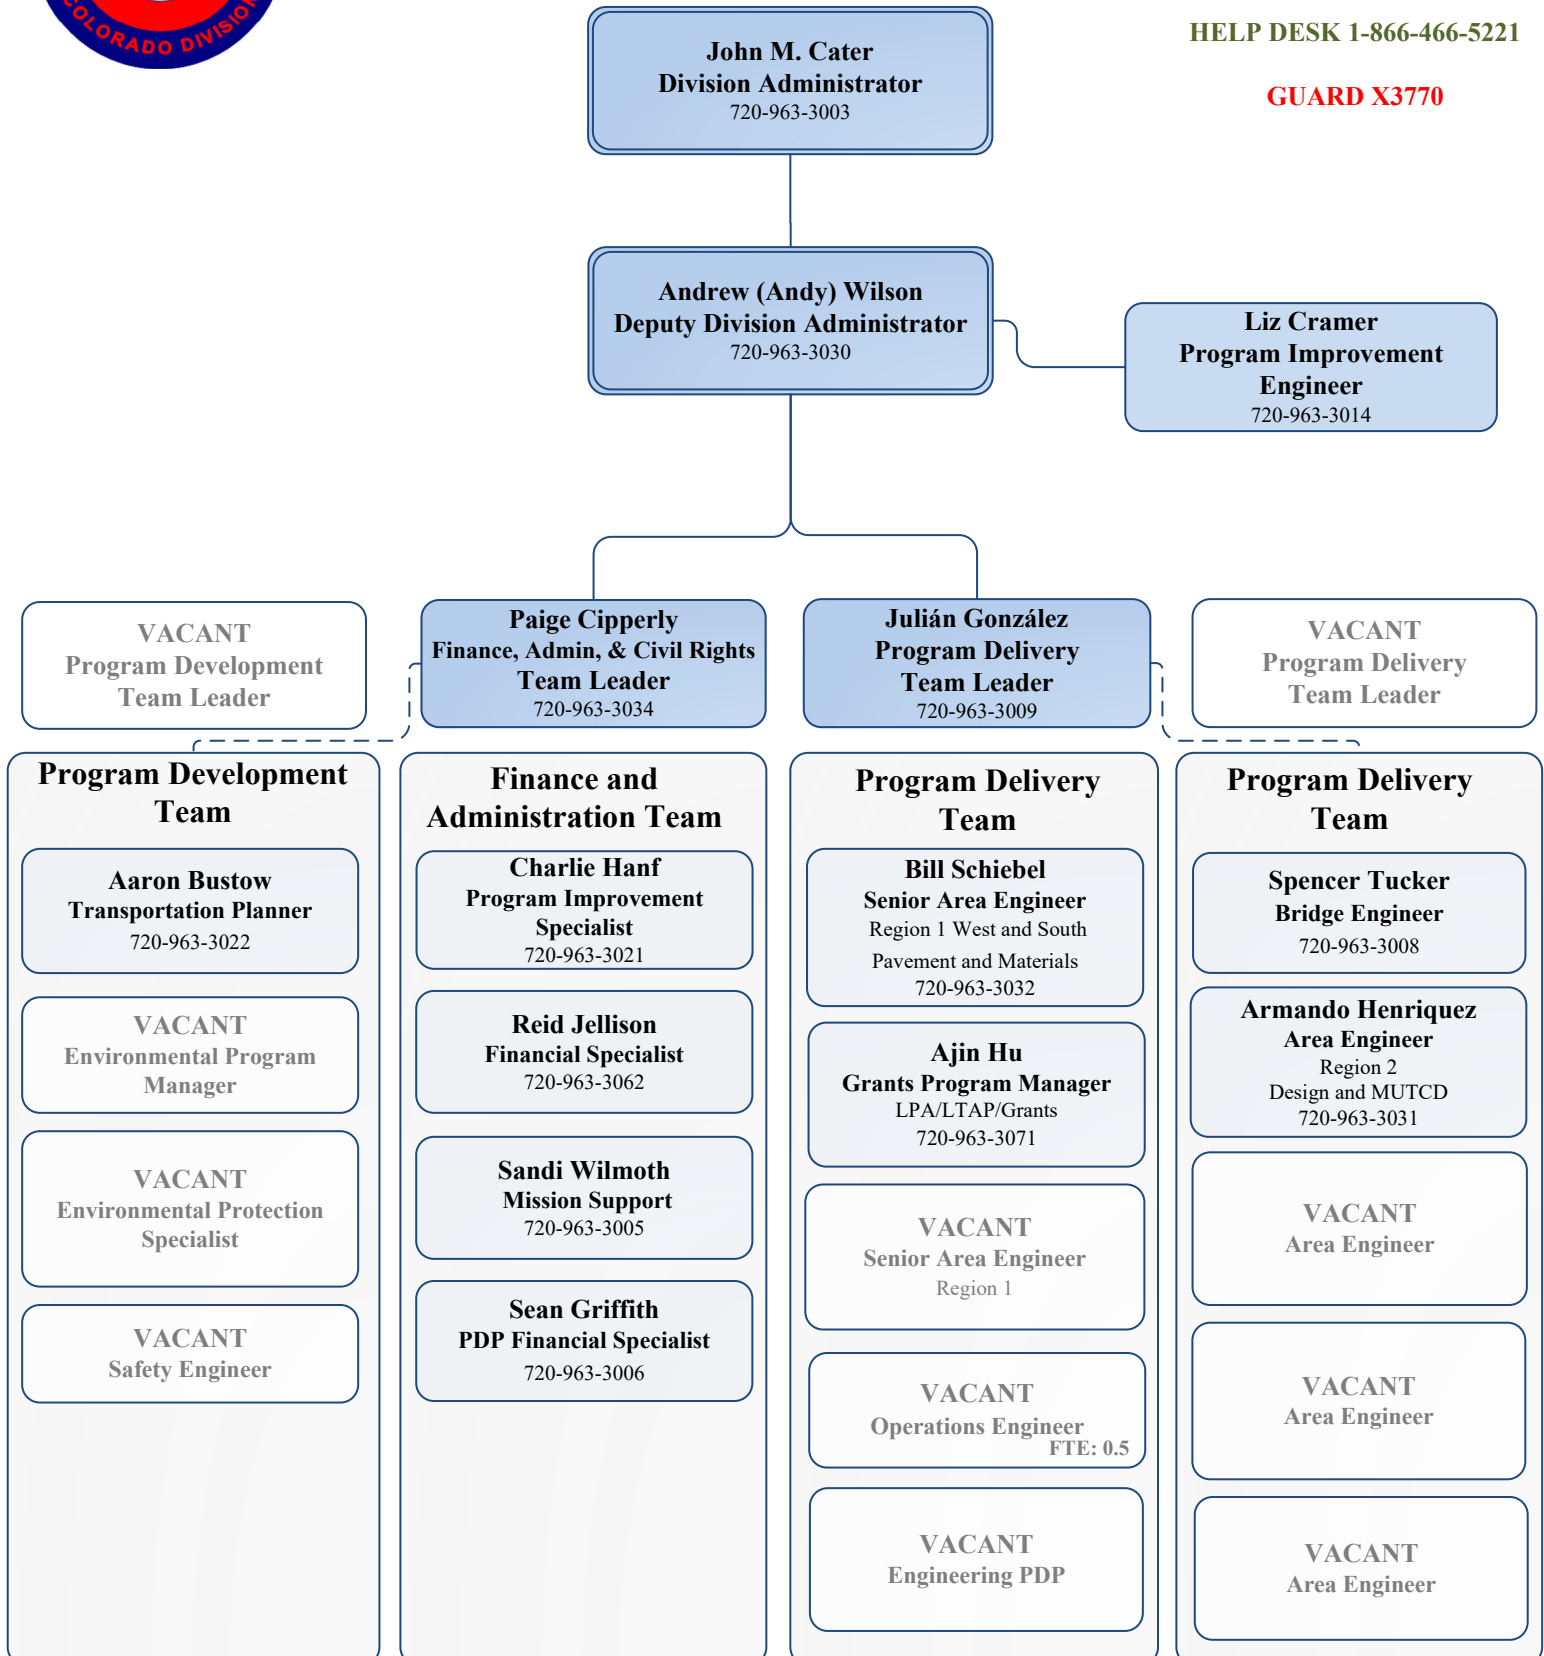 COLORADO DIVISION
HELP DESK 1-866-466-5221
GUARD X3770
John M. Cater
Division Administrator
720-963-3003
Andrew (Andy) Wilson
Deputy Division Administrator
720-963-3030
Liz Cramer
Program Improvement
Engineer
720-963-3014
VACANT
Program Development
Team Leader
Paige Cipperly
Finance, Admin, & Civil Rights
Team Leader
720-963-3034
Julián González
Program Delivery
Team Leader
720-963-3009
VACANT
Program Delivery
Team Leader
Program Development
Team
Aaron Bustow
Transportation Planner
720-963-3022
VACANT
Environmental Program
Manager
VACANT
Environmental Protection
Specialist
VACANT
Safety Engineer
Finance and
Administration Team
Charlie Hanf
Program Improvement
Specialist
720-963-3021
Reid Jellison
Financial Specialist
720-963-3062
Sandi Wilmoth
Mission Support
720-963-3005
Sean Griffith
PDP Financial Specialist
720-963-3006
Program Delivery
Team
Bill Schiebel
Senior Area Engineer
Region 1 West and South
Pavement and Materials
720-963-3032
Ajin Hu
Grants Program Manager
LPA/LTAP/Grants
720-963-3071
VACANT
Senior Area Engineer
Region 1
VACANT
Operations Engineer
FTE: 0.5
VACANT
Engineering PDP
Program Delivery
Team
Spencer Tucker
Bridge Engineer
720-963-3008
Armando Henriquez
Area Engineer
Region 2
Design and MUTCD
720-963-3031
VACANT
Area Engineer
VACANT
Area Engineer
VACANT
Area Engineer